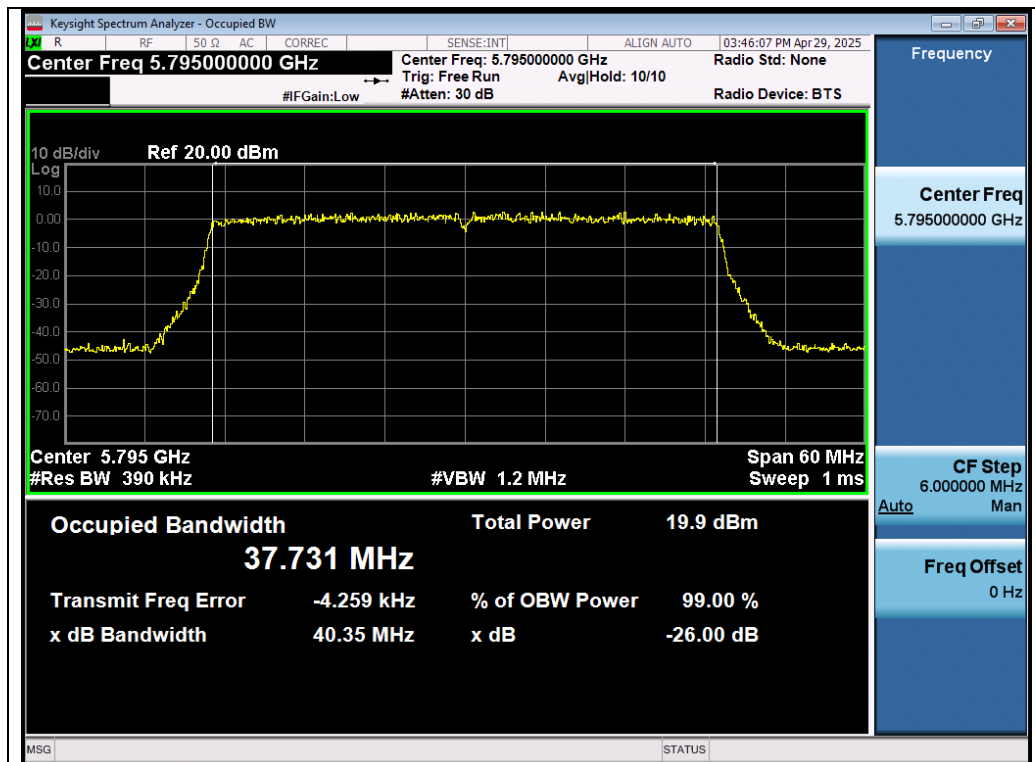 Keysight Spectrum Analyzer - Occupied BW
LXI R RF 50 Ω AC CORREC SENSE:INT ALIGN AUTO 03:46:07 PM Apr 29, 2025
Center Freq 5.795000000 GHz
Center Freq: 5.795000000 GHz Radio Std: None
Trig: Free Run Avg|Hold: 10/10
#IFGain:Low #Atten: 30 dB Radio Device: BTS
10 dB/div Ref 20.00 dBm
Log
10.0
0.00
-10.0
-20.0
-30.0
-40.0
-50.0
-60.0
-70.0
Center 5.795 GHz Span 60 MHz
#Res BW 390 kHz #VBW 1.2 MHz Sweep 1 ms
Occupied Bandwidth Total Power 19.9 dBm
37.731 MHz
Transmit Freq Error -4.259 kHz % of OBW Power 99.00 %
x dB Bandwidth 40.35 MHz x dB -26.00 dB
MSG STATUS
Frequency
Center Freq
5.795000000 GHz
CF Step
6.000000 MHz
Auto Man
Freq Offset
0 Hz